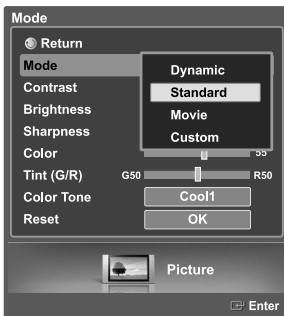 Mode
Return
Mode
Dynamic
Contrast
Standard
Brightness
Movie
Sharpness
Custom
Color 55
Tint (G/R) G50 R50
Color Tone Cool1
Reset OK
Picture
Enter